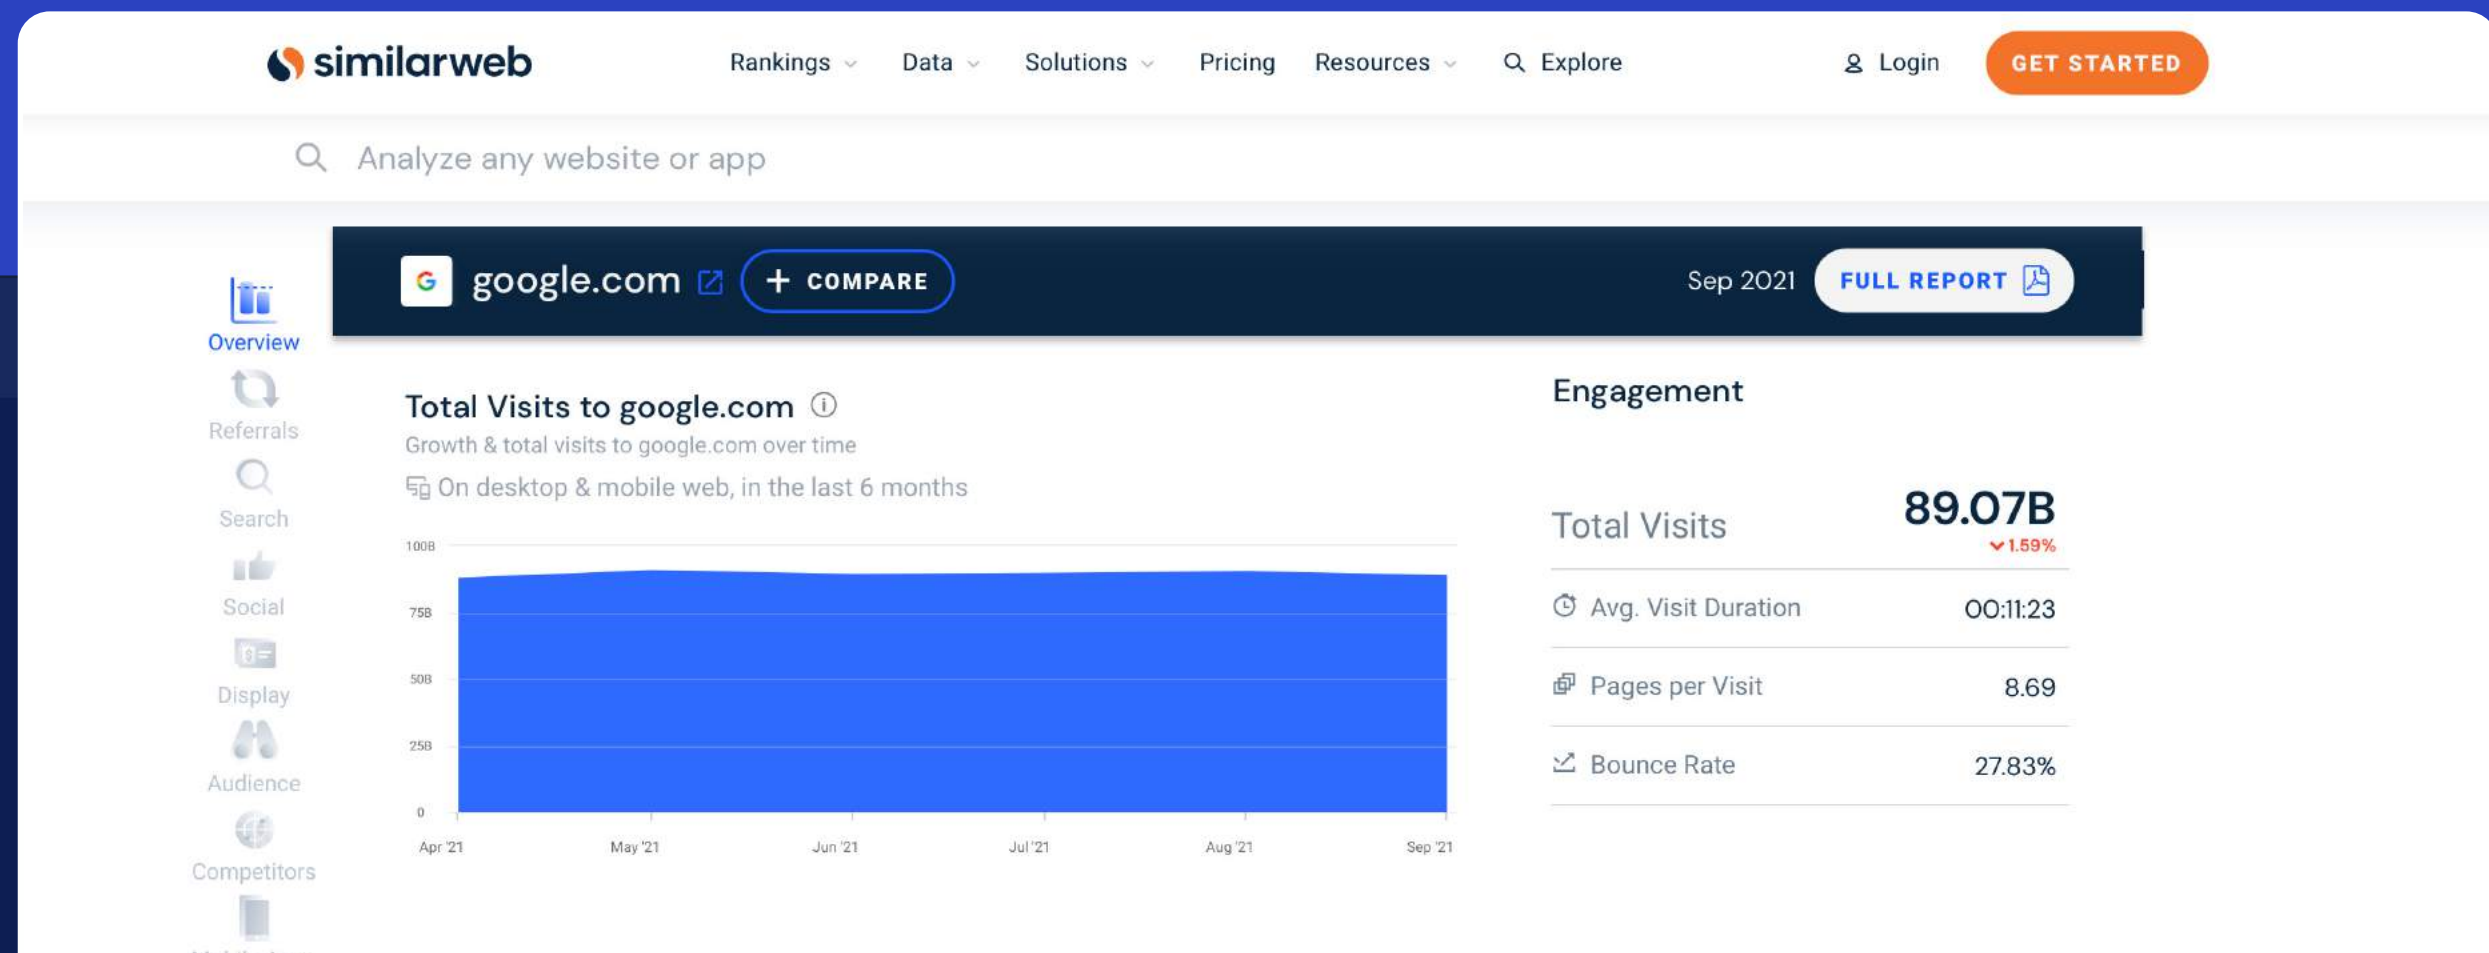 similarweb
Rankings Data Solutions Pricing Resources Explore Login GET STARTED
Analyze any website or app
google.com + COMPARE Sep 2021 FULL REPORT
Overview
Referrals
Search
Social
Display
Audience
Competitors
Total Visits to google.com
Growth & total visits to google.com over time
On desktop & mobile web, in the last 6 months
100B
75B
50B
25B
0
Apr '21 May '21 Jun '21 Jul '21 Aug '21 Sep '21
Engagement
Total Visits 89.07B
1.59%
Avg. Visit Duration 00:11:23
Pages per Visit 8.69
Bounce Rate 27.83%